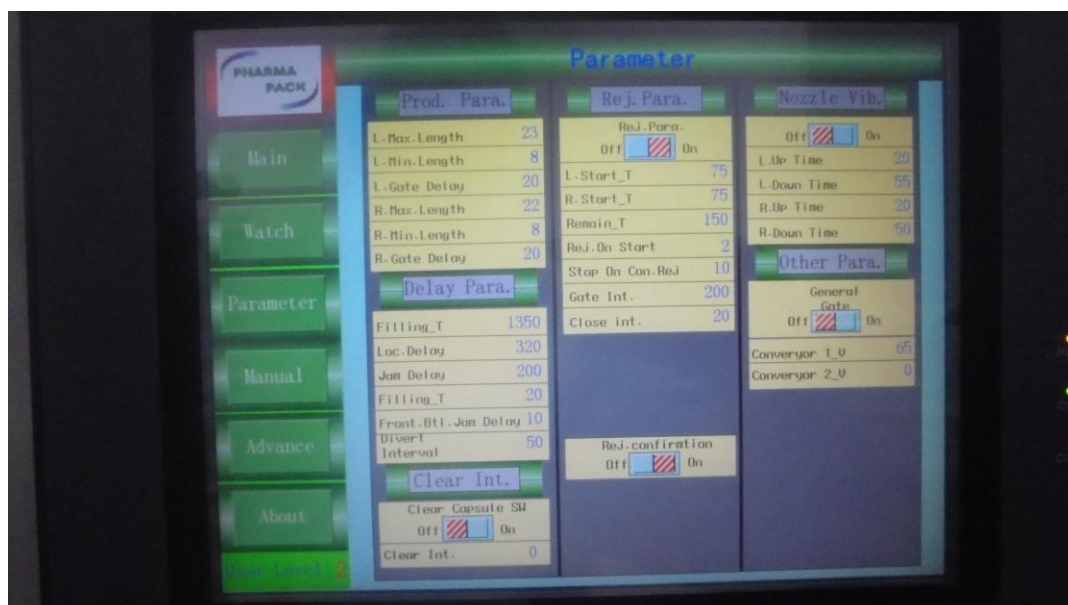 PHARMA
PACK
Parameter
Main
Watch
Parameter
Manual
Advance
About
User Level 2
Prod. Para.
L.Max.Length 23
L.Min.Length 8
L.Gate Delay 20
R.Max.Length 22
R.Min.Length 8
R.Gate Delay 20
Delay Para.
Filling_T 1350
Loc.Delay 320
Jam Delay 200
Filling_T 20
Front.Btl.Jam Delay 10
Divert
Interval 50
Clear Int.
Clear Capsule SW
Off On
Clear Int. 0
Rej.Para.
Rej.Para.
Off On
L.Start_T 75
R.Start_T 75
Remain_T 150
Rej.On Start 2
Stop On Con.Rej 10
Gate Int. 200
Close int. 20
Rej.confirmation
Off On
Nozzle Vib.
Off On
L.Up Time 20
L.Down Time 55
R.Up Time 20
R.Down Time 50
Other Para.
General
Gate
Off On
Converyor 1_V 65
Converyor 2_V 0